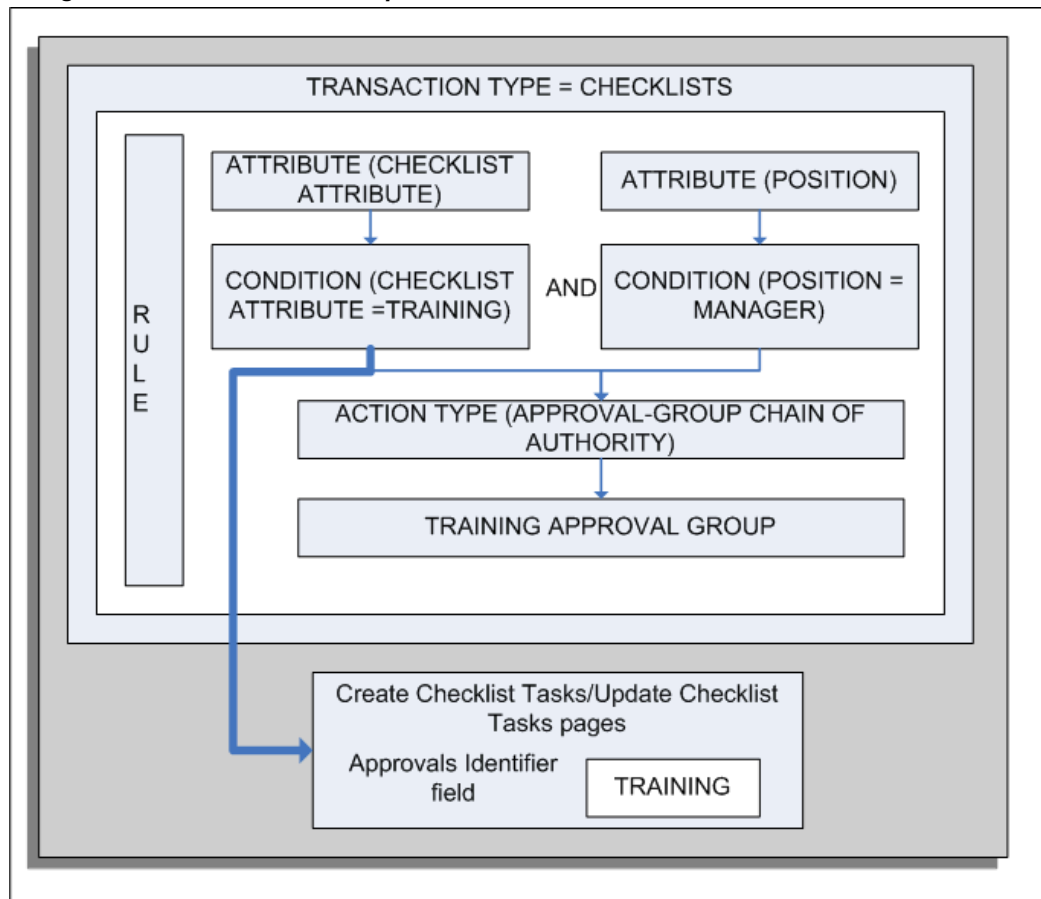 TRANSACTION TYPE = CHECKLISTS
R
U
L
E
ATTRIBUTE (CHECKLIST
ATTRIBUTE)
ATTRIBUTE (POSITION)
CONDITION (CHECKLIST
ATTRIBUTE =TRAINING)
AND
CONDITION (POSITION =
MANAGER)
ACTION TYPE (APPROVAL-GROUP CHAIN OF
AUTHORITY)
TRAINING APPROVAL GROUP
Create Checklist Tasks/Update Checklist
Tasks pages
Approvals Identifier
field
TRAINING